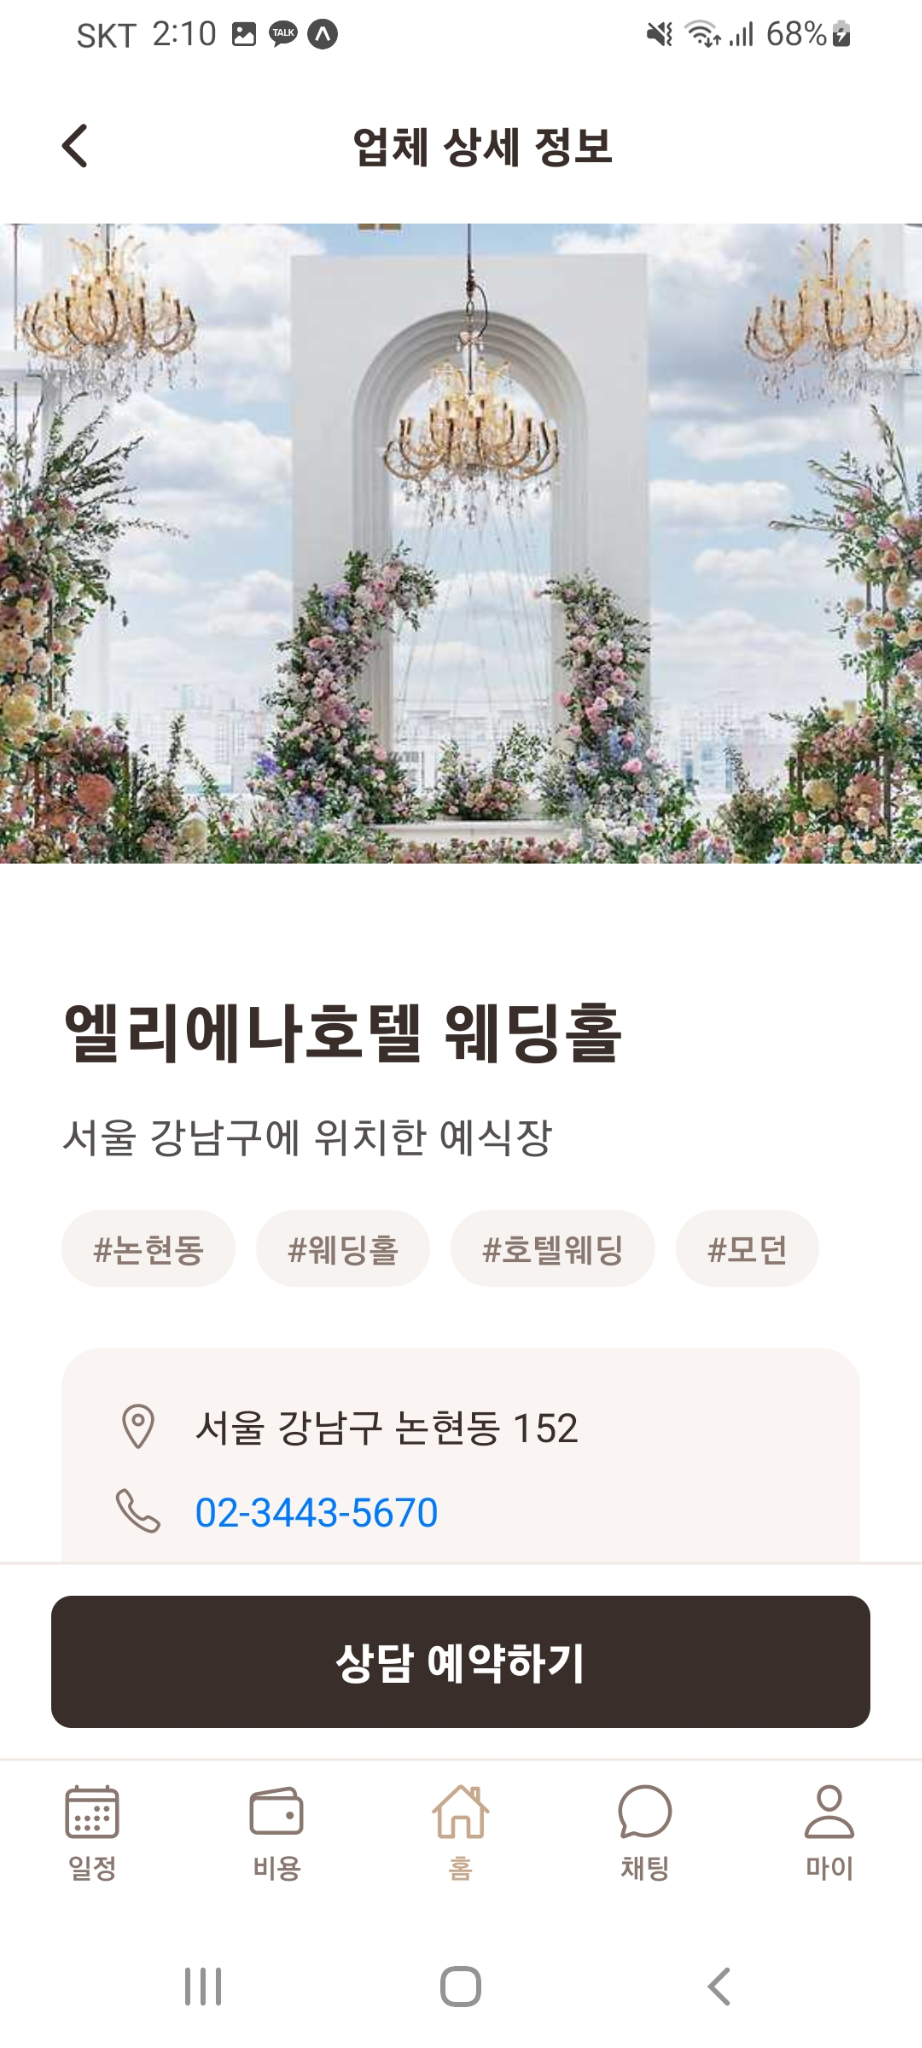 SKT 2:10 TALK 68%
업체 상세 정보
엘리에나호텔 웨딩홀
서울 강남구에 위치한 예식장
#논현동 #웨딩홀 #호텔웨딩 #모던
서울 강남구 논현동 152
02-3443-5670
상담 예약하기
일정 비용 홈 채팅 마이